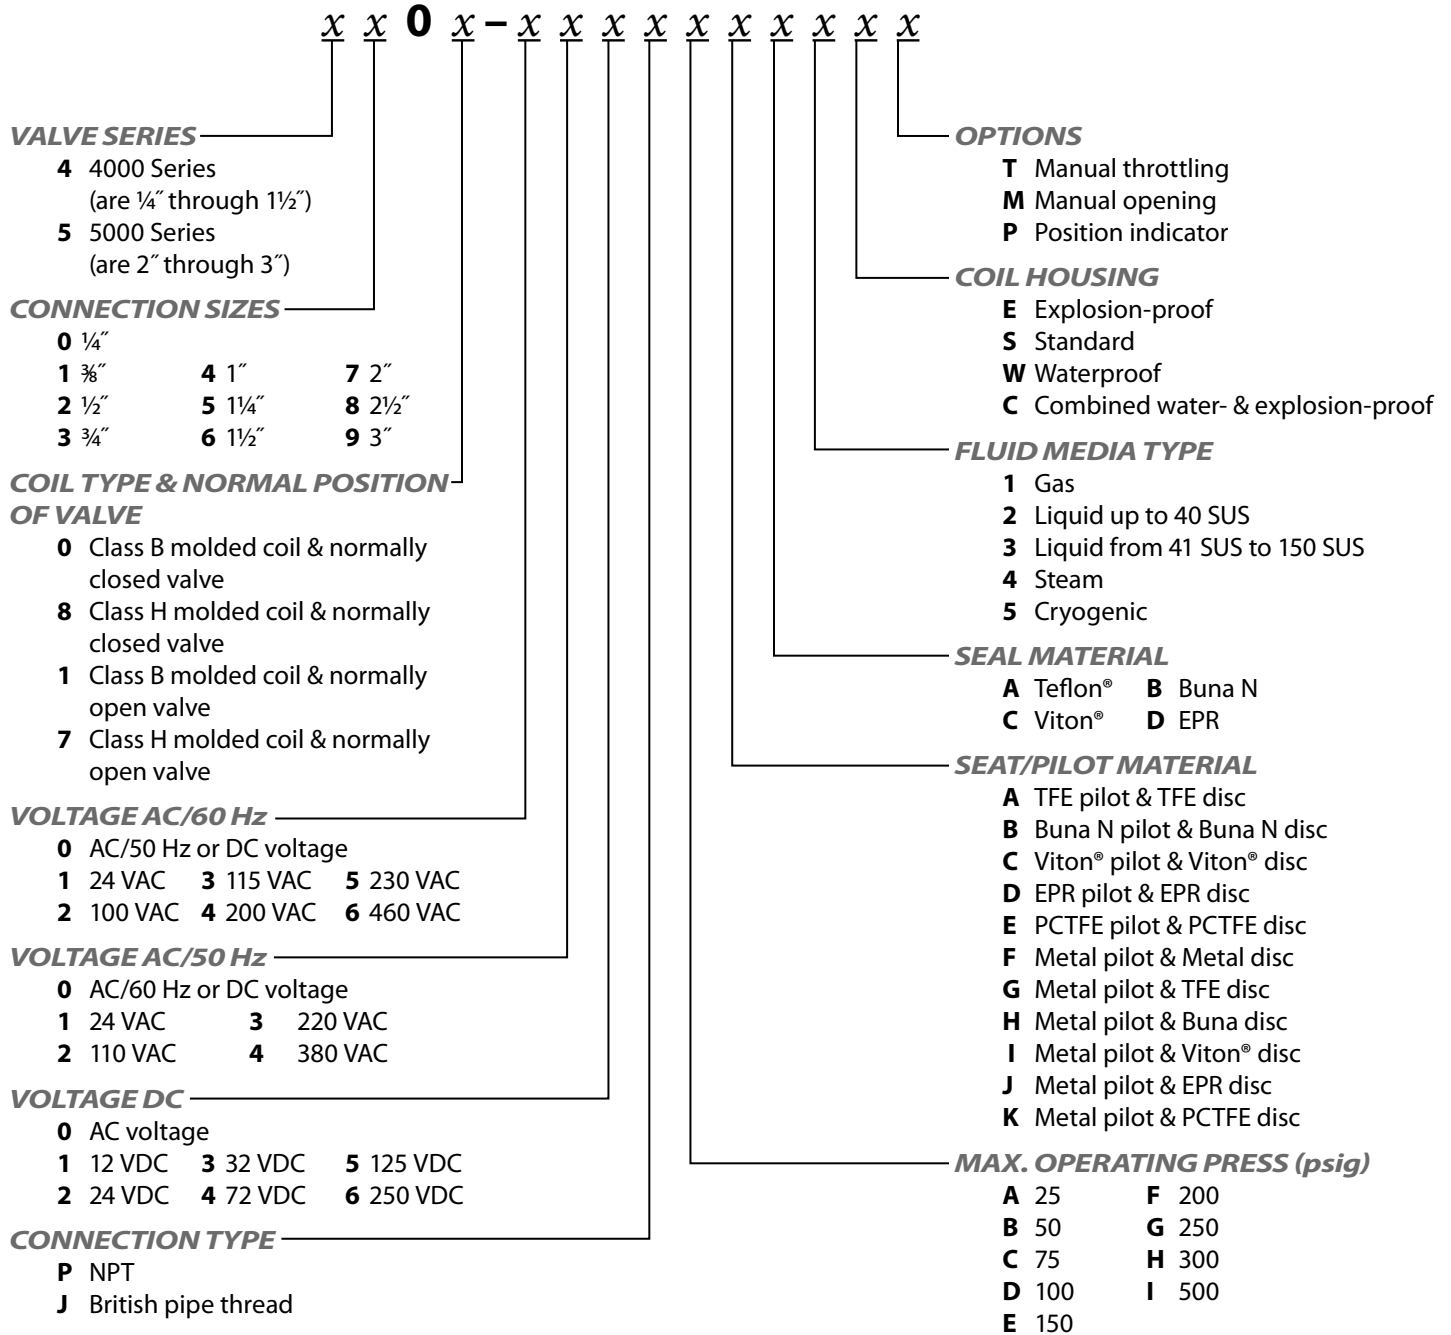 x x 0 x – x x x x x x x x x x
VALVE SERIES
4 4000 Series
(are ¼˝ through 1½˝)
5 5000 Series
(are 2˝ through 3˝)
CONNECTION SIZES
0 ¼˝
1 ⅜˝ 4 1˝ 7 2˝
2 ½˝ 5 1¼˝ 8 2½˝
3 ¾˝ 6 1½˝ 9 3˝
COIL TYPE & NORMAL POSITION
OF VALVE
0 Class B molded coil & normally
closed valve
8 Class H molded coil & normally
closed valve
1 Class B molded coil & normally
open valve
7 Class H molded coil & normally
open valve
VOLTAGE AC/60 Hz
0 AC/50 Hz or DC voltage
1 24 VAC 3 115 VAC 5 230 VAC
2 100 VAC 4 200 VAC 6 460 VAC
VOLTAGE AC/50 Hz
0 AC/60 Hz or DC voltage
1 24 VAC 3 220 VAC
2 110 VAC 4 380 VAC
VOLTAGE DC
0 AC voltage
1 12 VDC 3 32 VDC 5 125 VDC
2 24 VDC 4 72 VDC 6 250 VDC
CONNECTION TYPE
P NPT
J British pipe thread
OPTIONS
T Manual throttling
M Manual opening
P Position indicator
COIL HOUSING
E Explosion-proof
S Standard
W Waterproof
C Combined water- & explosion-proof
FLUID MEDIA TYPE
1 Gas
2 Liquid up to 40 SUS
3 Liquid from 41 SUS to 150 SUS
4 Steam
5 Cryogenic
SEAL MATERIAL
A Teflon® B Buna N
C Viton® D EPR
SEAT/PILOT MATERIAL
A TFE pilot & TFE disc
B Buna N pilot & Buna N disc
C Viton® pilot & Viton® disc
D EPR pilot & EPR disc
E PCTFE pilot & PCTFE disc
F Metal pilot & Metal disc
G Metal pilot & TFE disc
H Metal pilot & Buna disc
I Metal pilot & Viton® disc
J Metal pilot & EPR disc
K Metal pilot & PCTFE disc
MAX. OPERATING PRESS (psig)
A 25 F 200
B 50 G 250
C 75 H 300
D 100 I 500
E 150